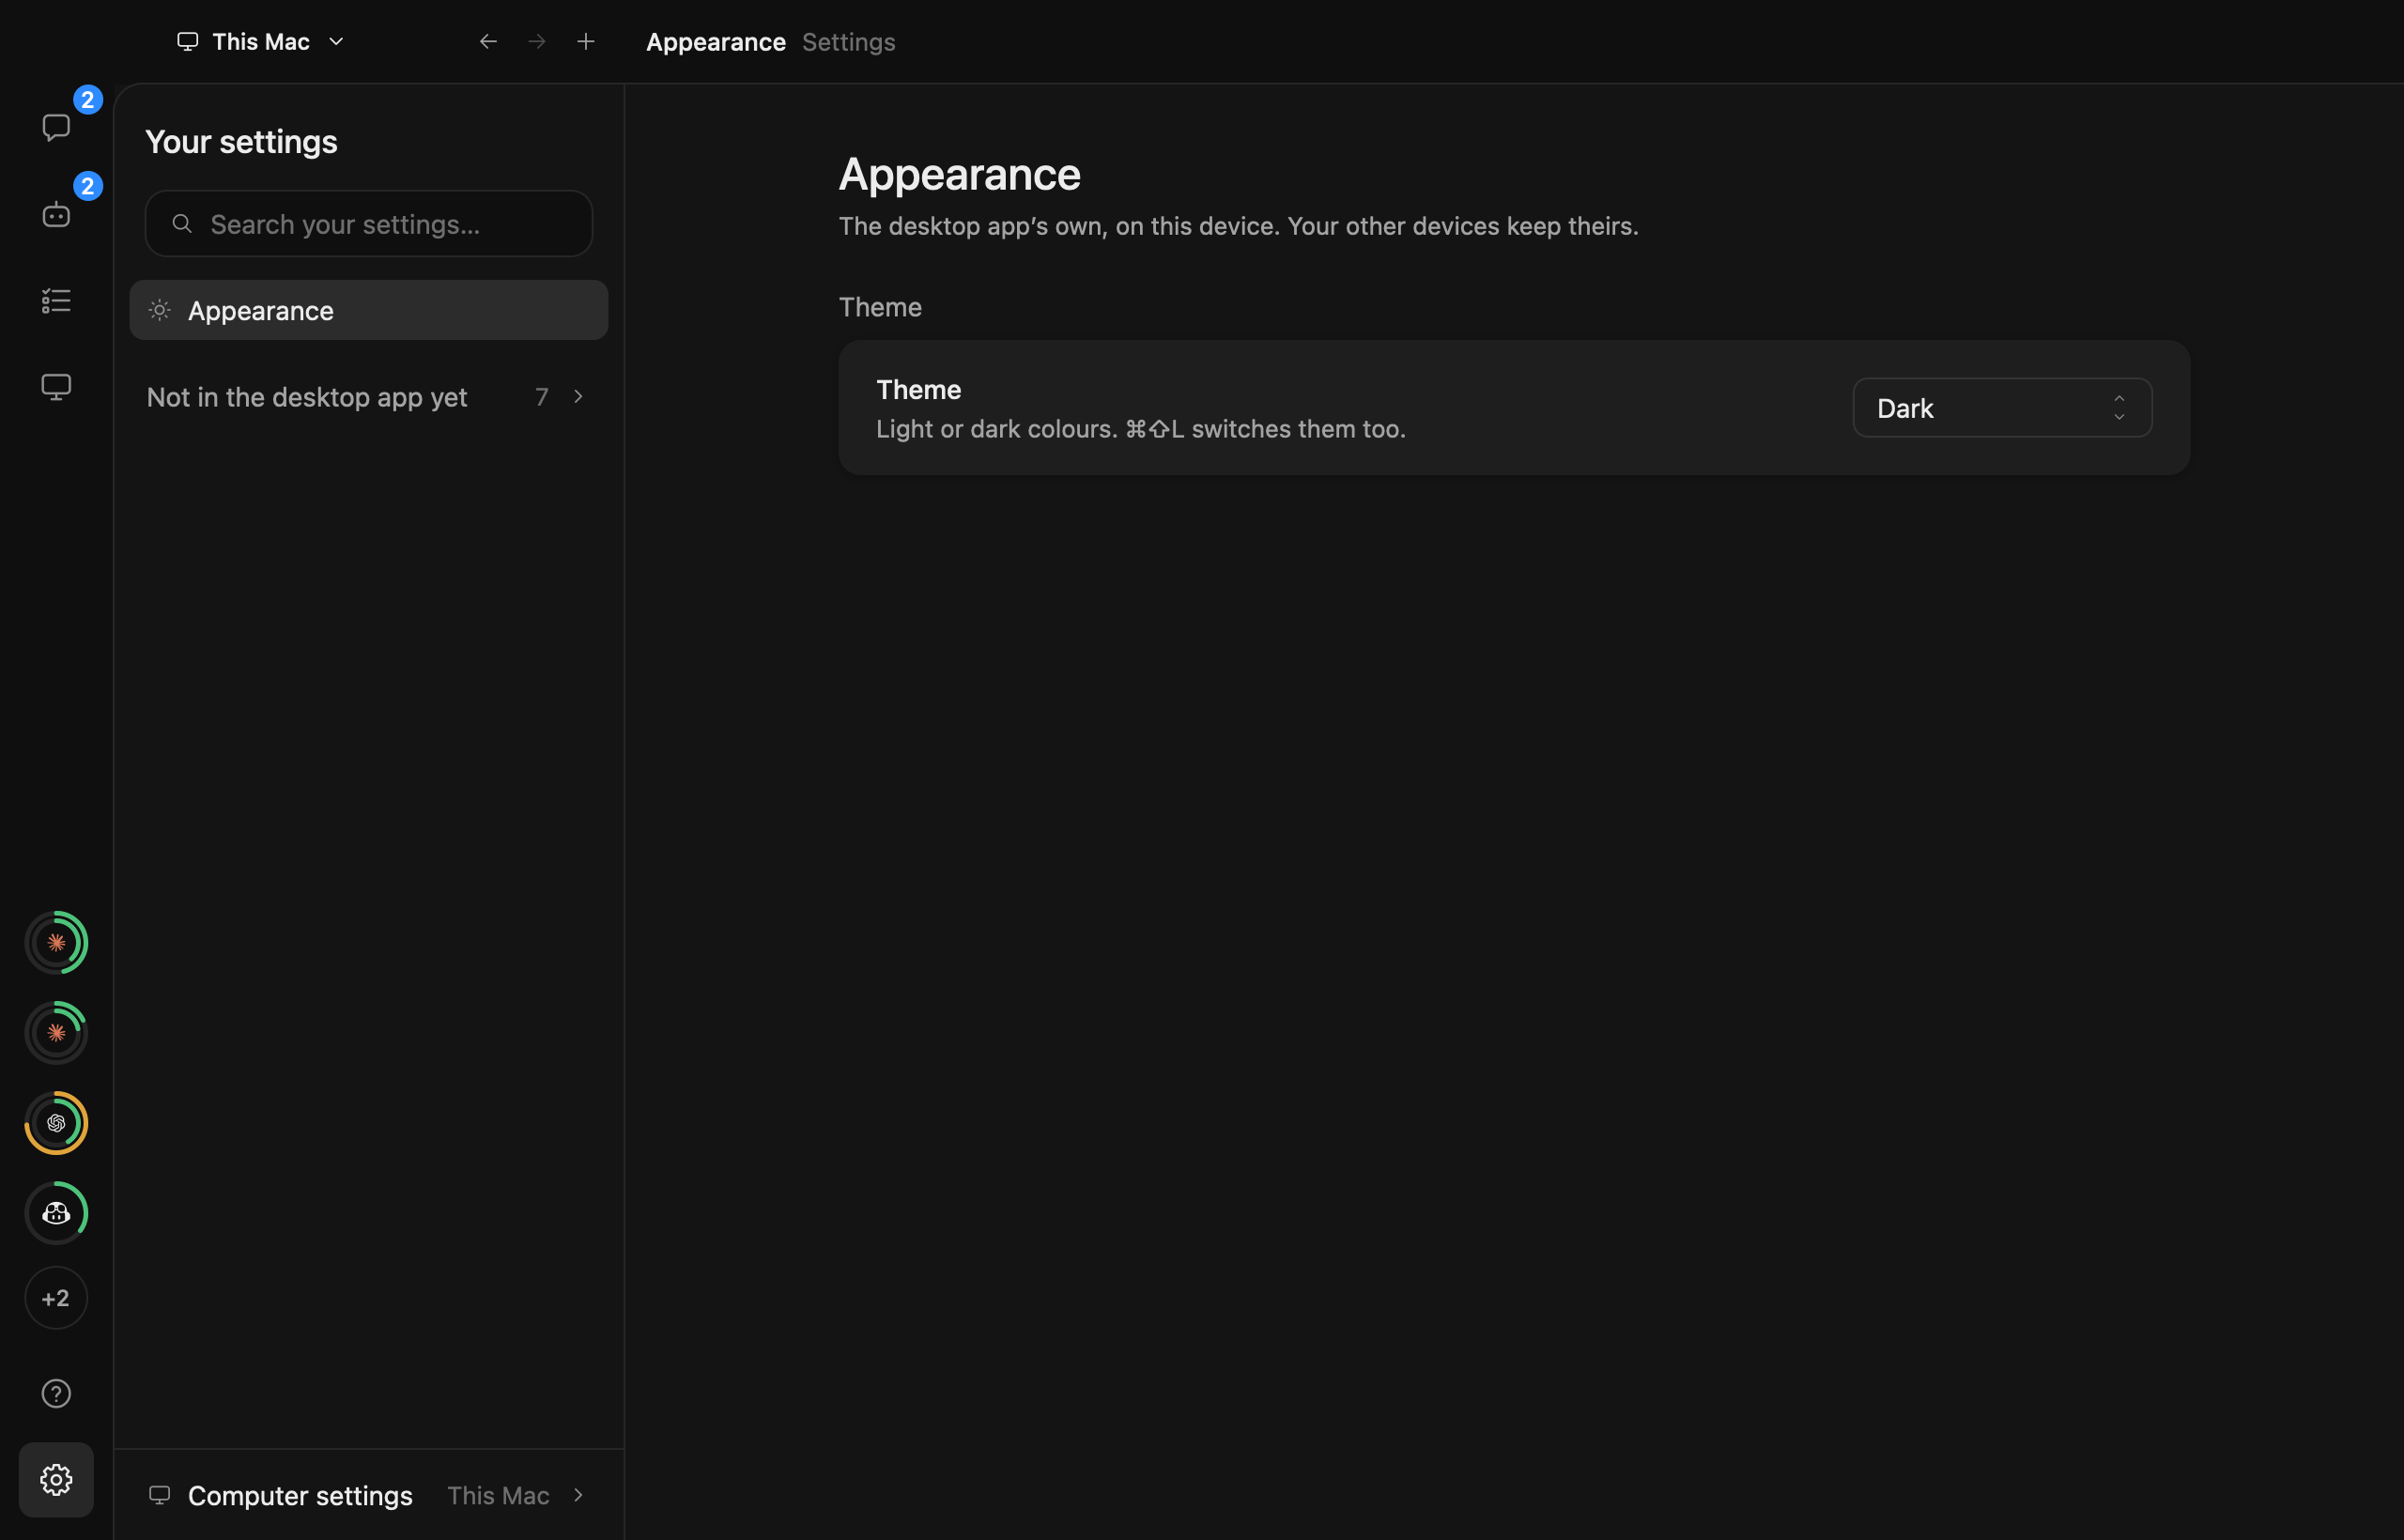 This Mac
Appearance Settings
2
2
Your settings
Search your settings...
Appearance
Not in the desktop app yet 7
Appearance
The desktop app’s own, on this device. Your other devices keep theirs.
Theme
Theme
Light or dark colours. ⌘⇧L switches them too.
Dark
+2
?
Computer settings This Mac